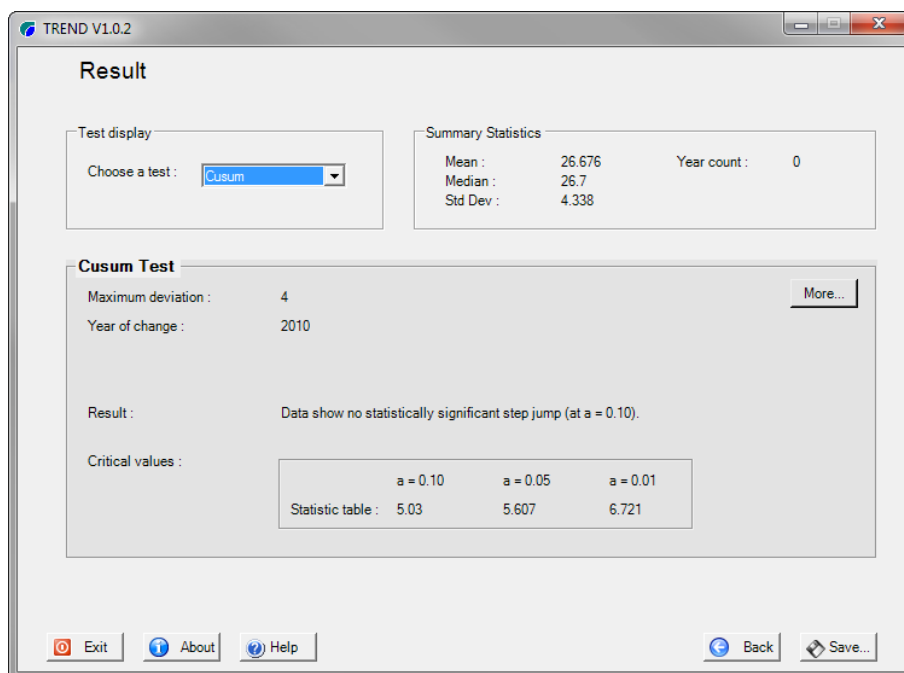 TREND V1.0.2
Result
Test display
Choose a test : Cusum
Summary Statistics
Mean : 26.676 Year count : 0
Median : 26.7
Std Dev : 4.338
Cusum Test
Maximum deviation : 4 More...
Year of change : 2010
Result : Data show no statistically significant step jump (at a = 0.10).
Critical values :
a = 0.10 a = 0.05 a = 0.01
Statistic table : 5.03 5.607 6.721
Exit About Help Back Save...